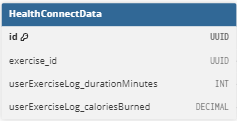 HealthConnectData
id UUID
exercise_id UUID
userExerciseLog_durationMinutes INT
userExerciseLog_caloriesBurned DECIMAL